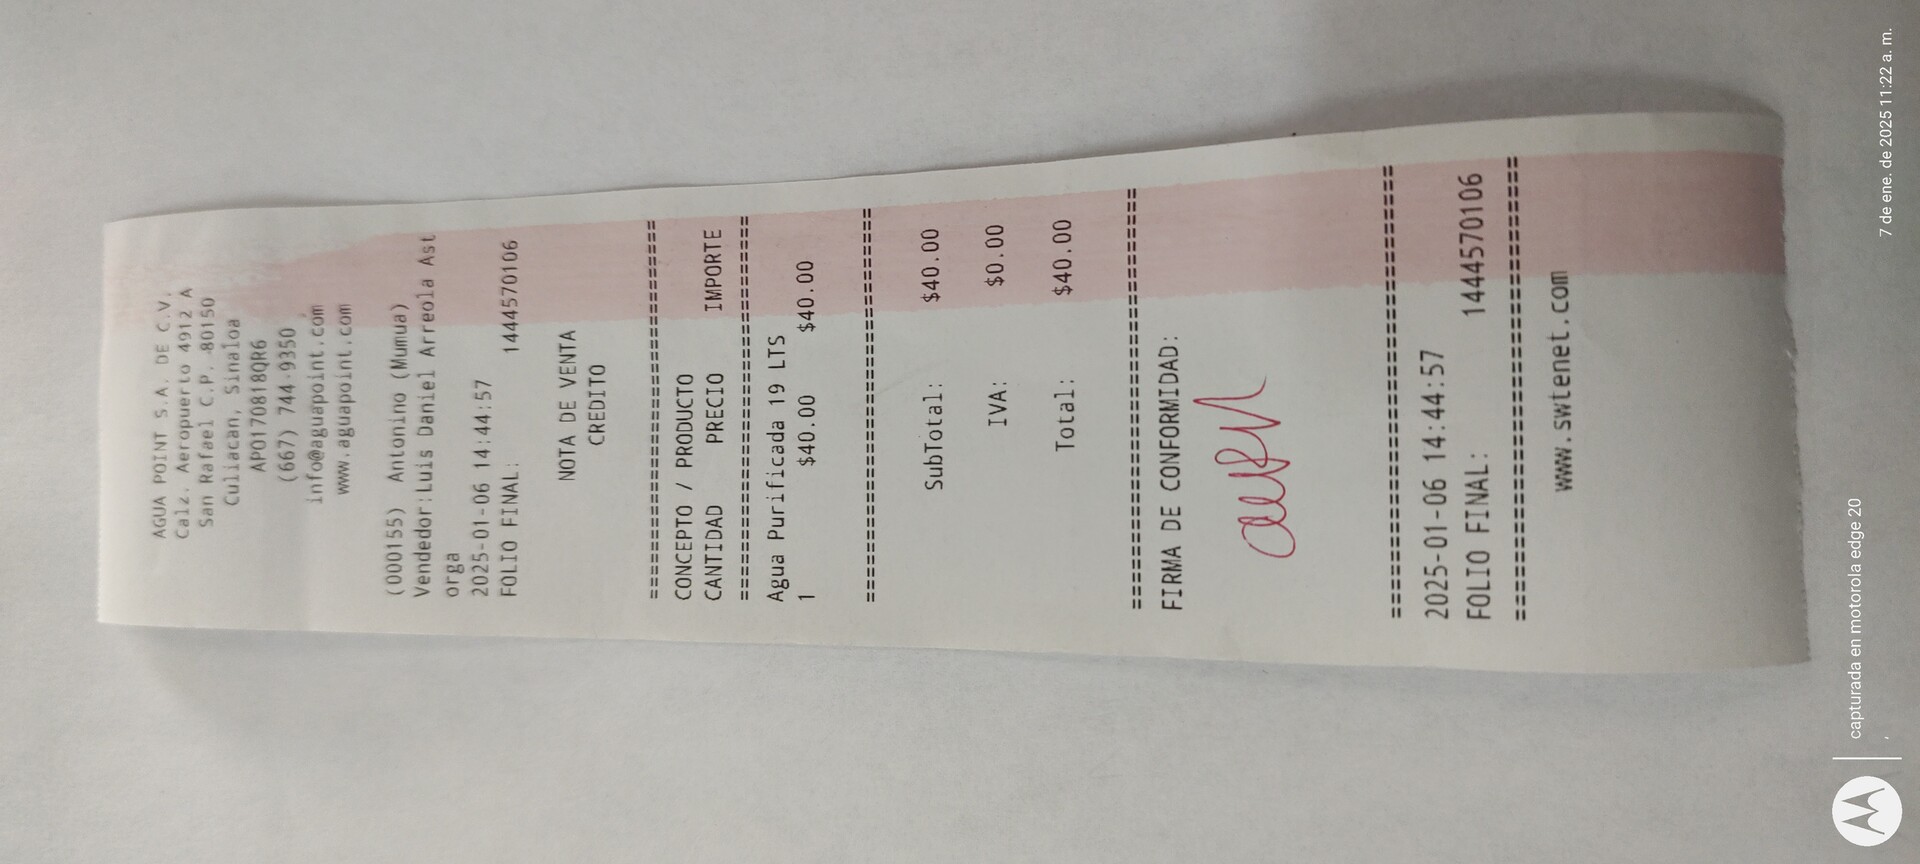 AGUA POINT S.A. DE C.V.
Calz. Aeropuerto 4912 A
San Rafael C.P. 80150
Culiacan, Sinaloa
APO170818QR6
(667) 744-9350
info@aguapoint.com
www.aguapoint.com
(000155) Antonino (Mumua)
Vendedor:Luis Daniel Arreola Ast
orga
2025-01-06 14:44:57
FOLIO FINAL: 1444570106
NOTA DE VENTA
CREDITO
================================
CONCEPTO / PRODUCTO
CANTIDAD PRECIO IMPORTE
================================
Agua Purificada 19 LTS
1 $40.00 $40.00
================================
SubTotal: $40.00
IVA: $0.00
Total: $40.00
================================
FIRMA DE CONFORMIDAD:
================================
2025-01-06 14:44:57
FOLIO FINAL: 1444570106
================================
www.swtenet.com
capturada en motorola edge 20
7 de ene. de 2025 11:22 a. m.